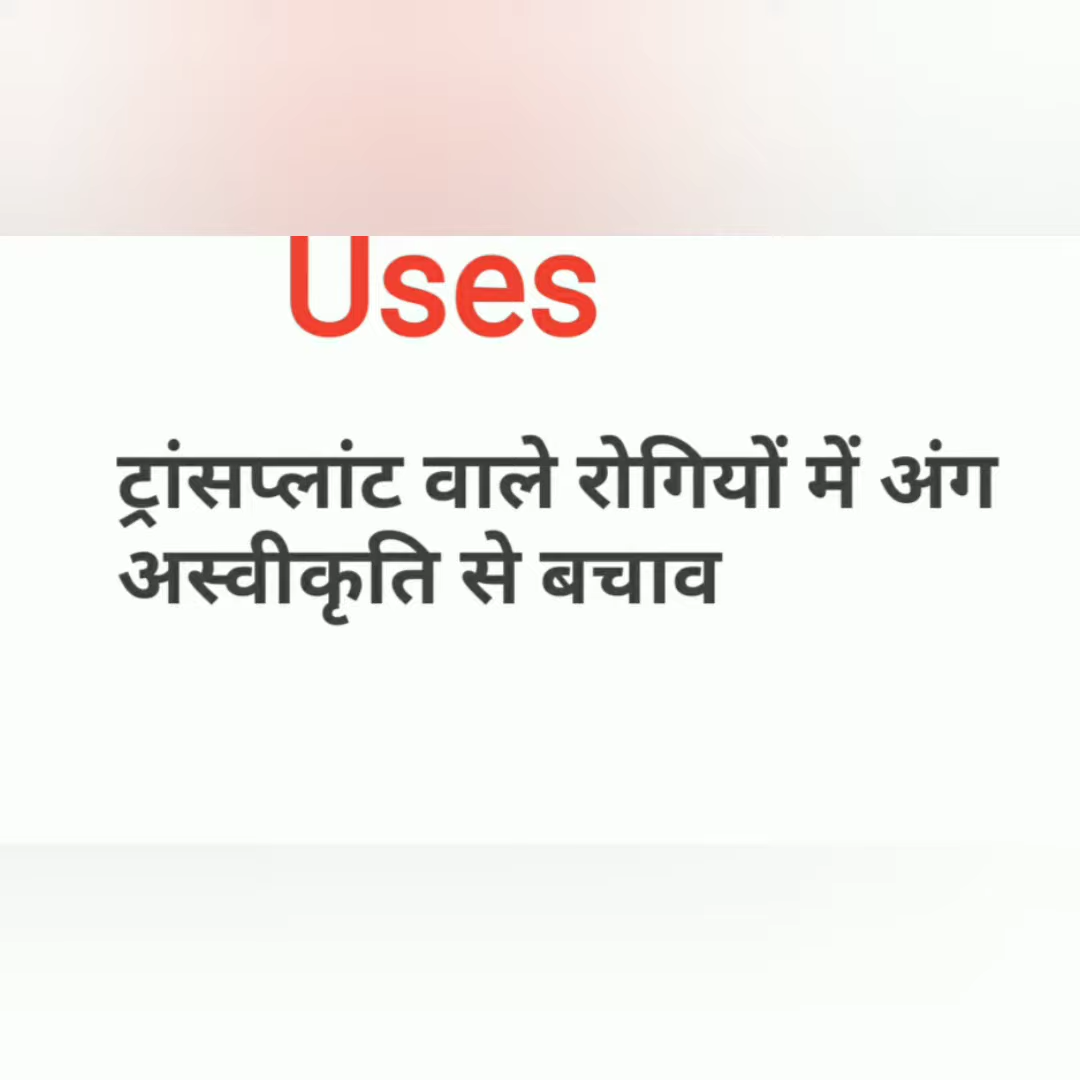 Uses
ट्रांसप्लांट वाले रोगियों में अंग
अस्वीकृति से बचाव